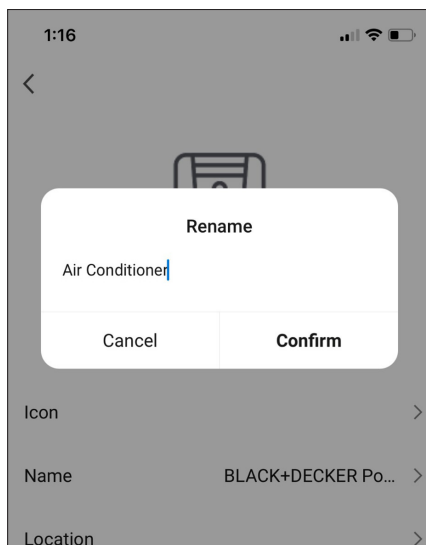 1:16
Rename
Air Conditioner
Cancel Confirm
Icon
Name BLACK+DECKER Po...
Location